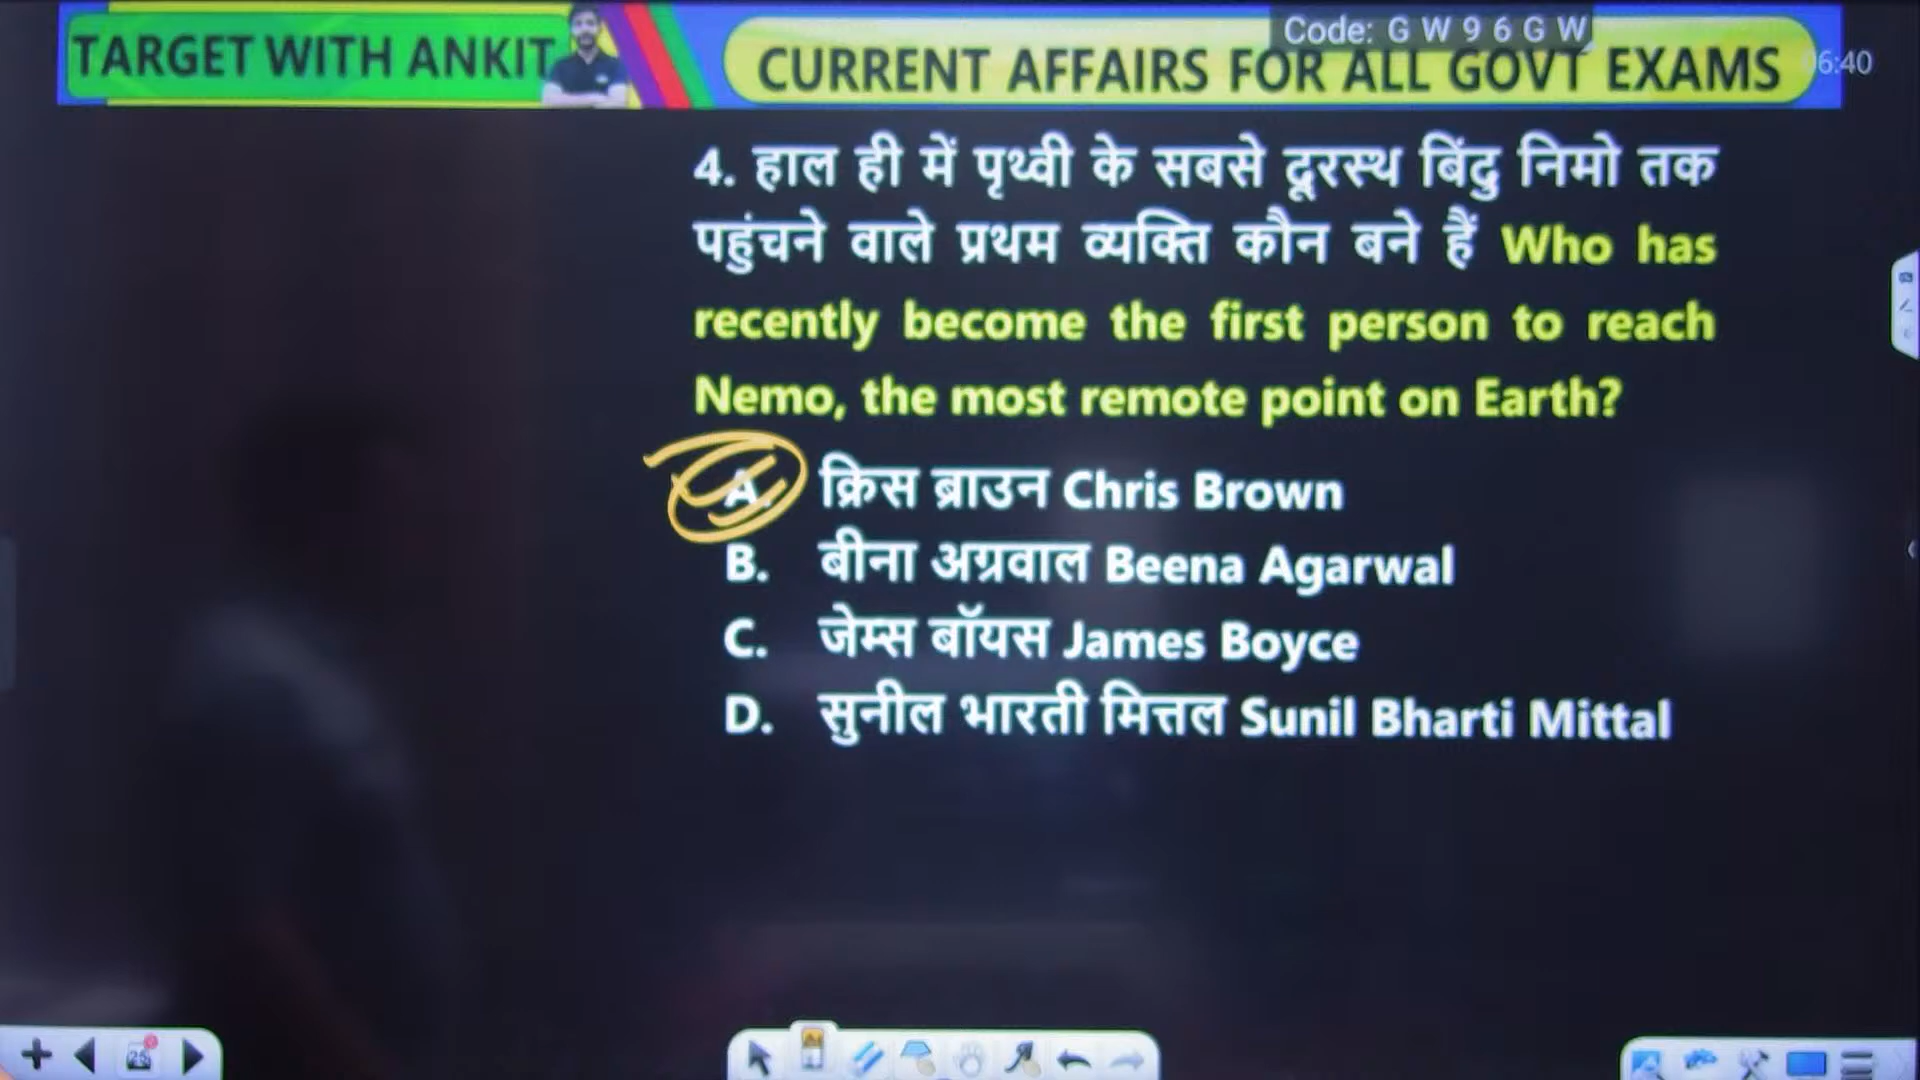 TARGET WITH ANKIT
CURRENT AFFAIRS FOR ALL GOVT EXAMS
Code: G W 9 6 G W
06:40
4. हाल ही में पृथ्वी के सबसे दूरस्थ बिंदु निमो तक
पहुंचने वाले प्रथम व्यक्ति कौन बने हैं Who has
recently become the first person to reach
Nemo, the most remote point on Earth?
A. क्रिस ब्राउन Chris Brown
B. बीना अग्रवाल Beena Agarwal
C. जेम्स बॉयस James Boyce
D. सुनील भारती मित्तल Sunil Bharti Mittal
25